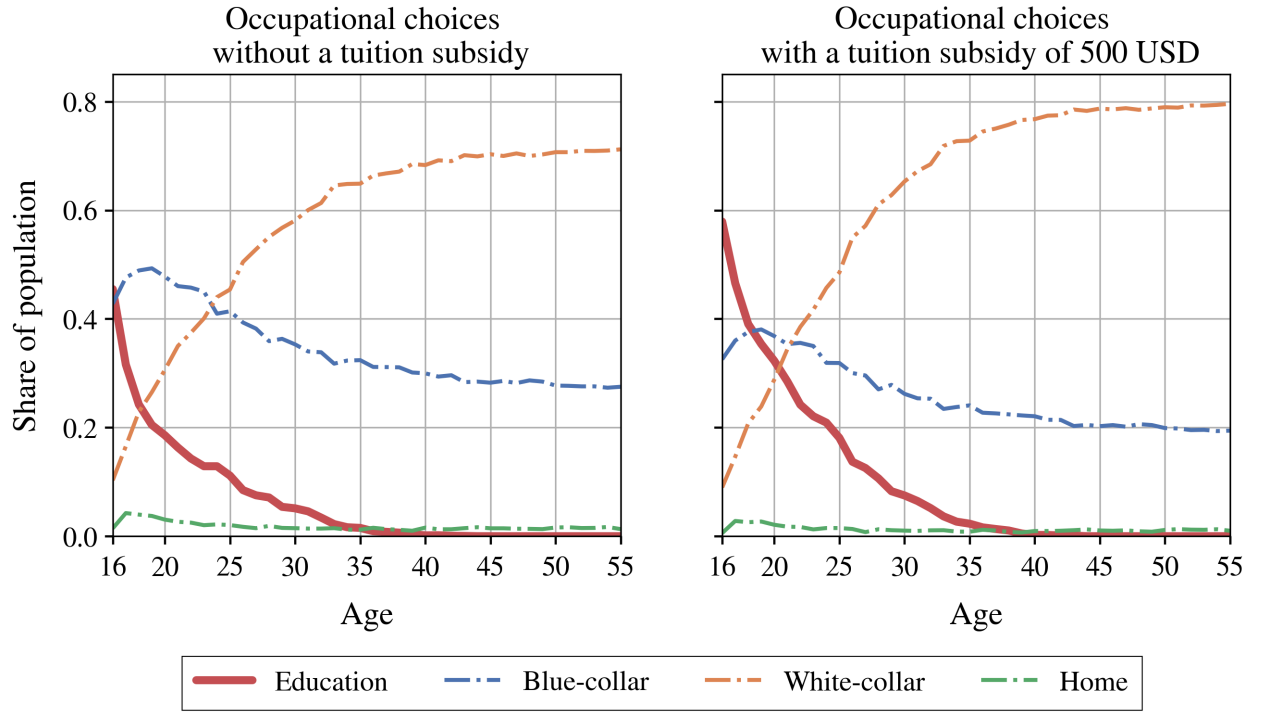 Occupational choices
without a tuition subsidy
Occupational choices
with a tuition subsidy of 500 USD
Share of population
0.8
0.6
0.4
0.2
0.0
16 20 25 30 35 40 45 50 55
16 20 25 30 35 40 45 50 55
Age
Age
Education Blue-collar White-collar Home